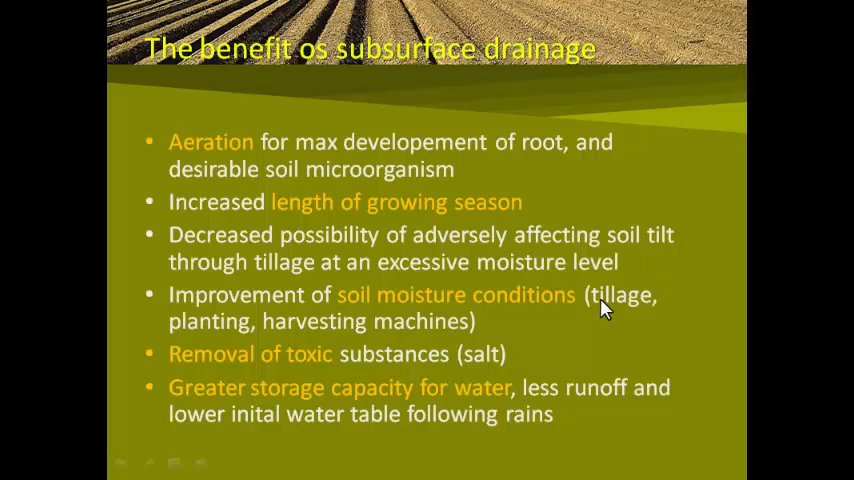 The benefit os subsurface drainage
• Aeration for max developement of root, and
desirable soil microorganism
• Increased length of growing season
• Decreased possibility of adversely affecting soil tilt
through tillage at an excessive moisture level
• Improvement of soil moisture conditions (tillage,
planting, harvesting machines)
• Removal of toxic substances (salt)
• Greater storage capacity for water, less runoff and
lower inital water table following rains